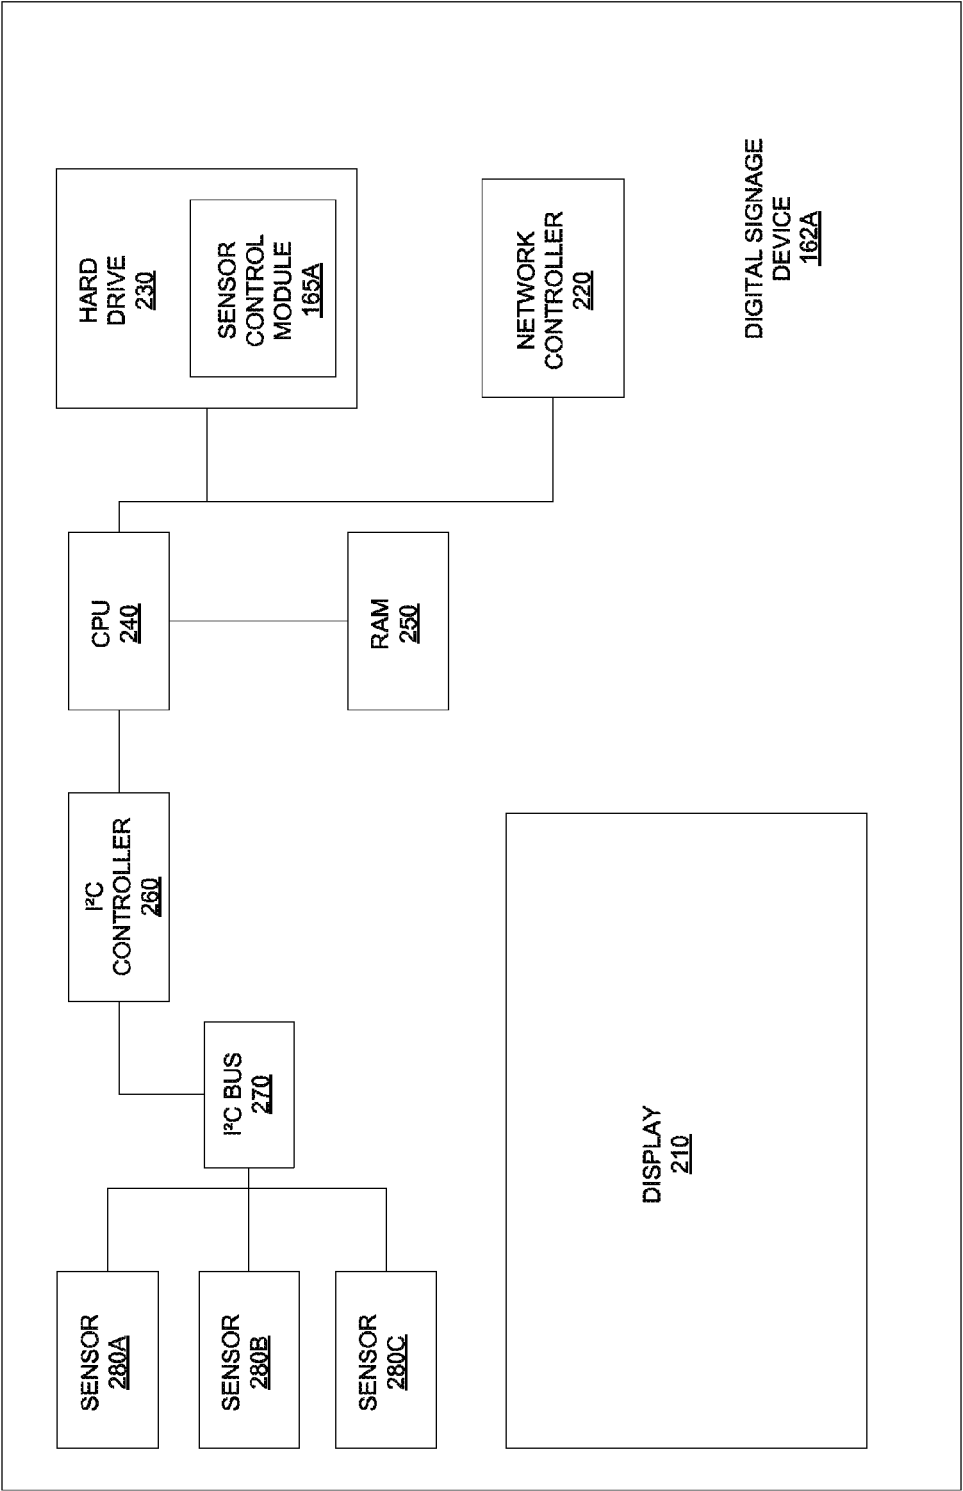 SENSOR
280A
SENSOR
280B
SENSOR
280C
I²C BUS
270
I²C
CONTROLLER
260
CPU
240
RAM
250
HARD
DRIVE
230
SENSOR
CONTROL
MODULE
165A
NETWORK
CONTROLLER
220
DISPLAY
210
DIGITAL SIGNAGE
DEVICE
162A